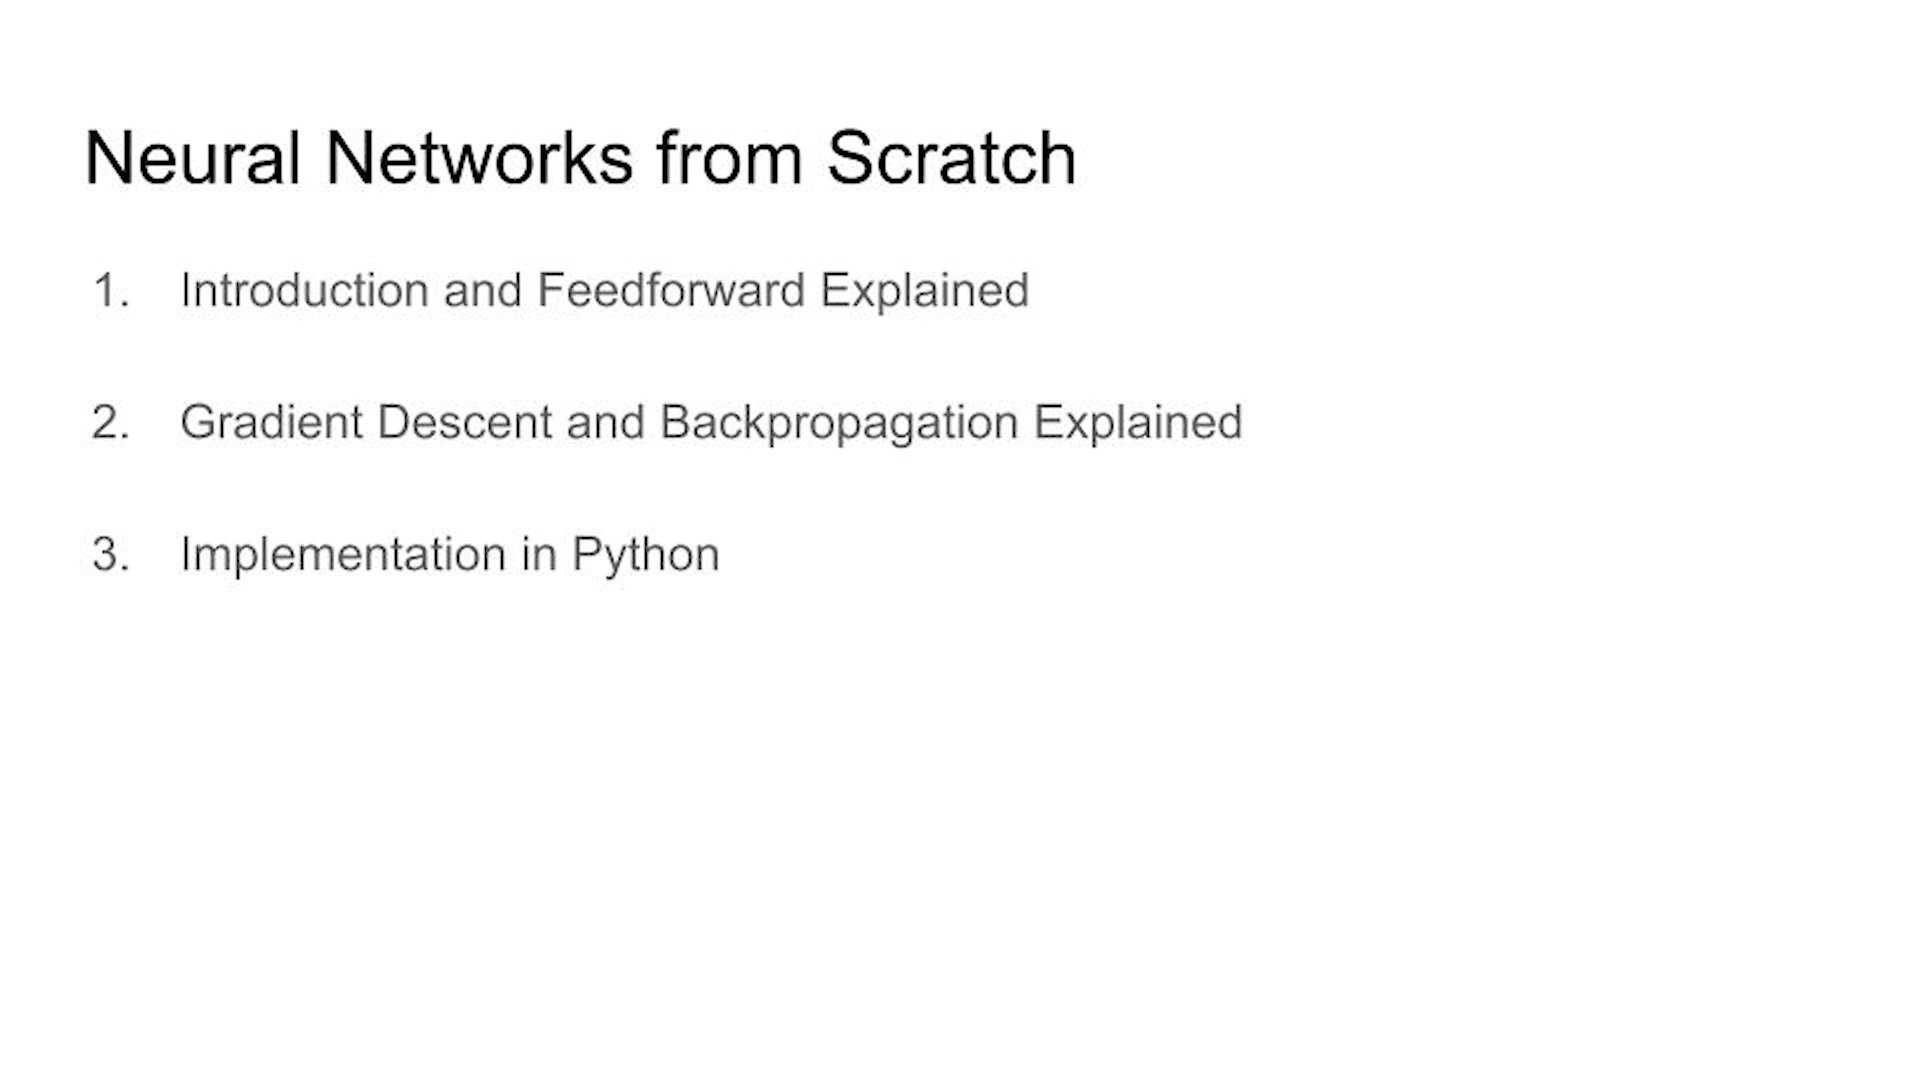 Neural Networks from Scratch
1. Introduction and Feedforward Explained
2. Gradient Descent and Backpropagation Explained
3. Implementation in Python